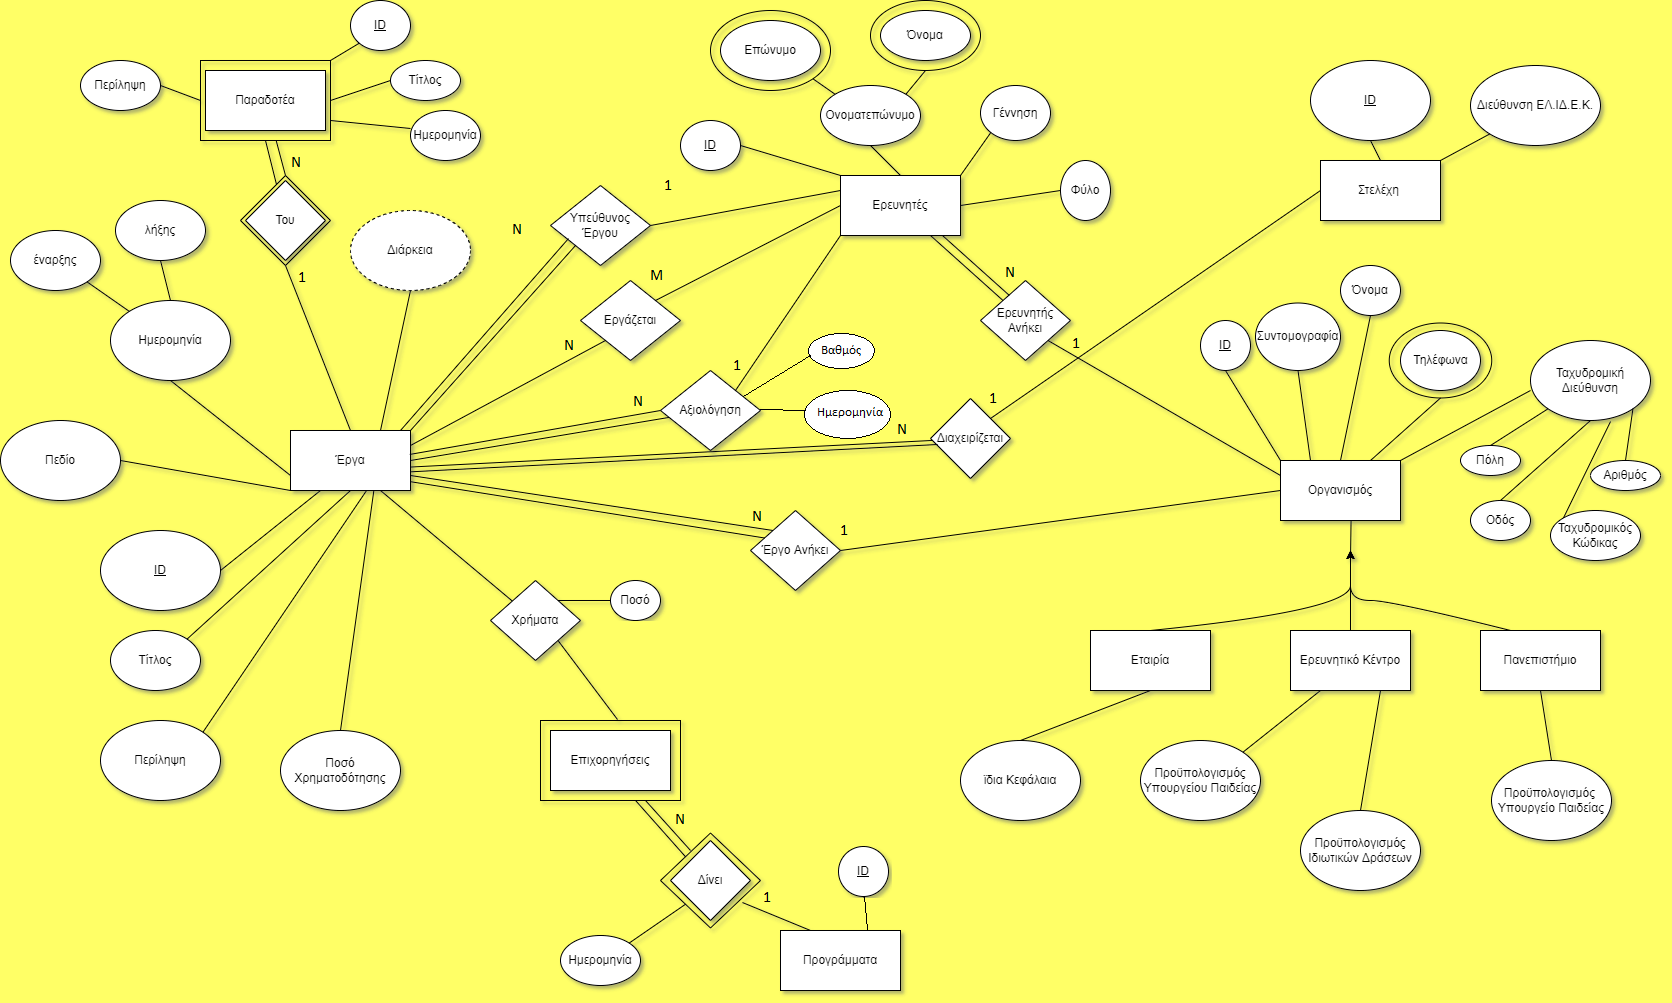 ID
Επώνυμο
Όνομα
Περίληψη
Παραδοτέα
Τίτλος
Ημερομηνία
Ονοματεπώνυμο
Γέννηση
ID
Διεύθυνση ΕΛ.ΙΔ.Ε.Κ.
ID
N
1
Φύλο
Στελέχη
Ερευνητές
Του
Υπεύθυνος
Έργου
N
λήξης
Διάρκεια
έναρξης
1
M
N
Όνομα
Ερευνητής
Ανήκει
Εργάζεται
Ημερομηνία
N
1
ID
Συντομογραφία
Τηλέφωνα
Βαθμός
1
Ταχυδρομική
Διεύθυνση
N
1
Αξιολόγηση
Ημερομηνία
N
Διαχειρίζεται
Πεδίο
Έργα
Πόλη
Αριθμός
Οργανισμός
N
1
Οδός
Ταχυδρομικός
Κώδικας
Έργο Ανήκει
ID
Ποσό
Χρήματα
Τίτλος
Εταιρία
Ερευνητικό Κέντρο
Πανεπιστήμιο
Περίληψη
Ποσό
Χρηματοδότησης
Επιχορηγήσεις
ϊδια Κεφάλαια
Προϋπολογισμός
Υπουργείου Παιδείας
Προϋπολογισμός
Υπουργείο Παιδείας
N
Προϋπολογισμός
Ιδιωτικών Δράσεων
Δίνει
ID
1
Ημερομηνία
Προγράμματα